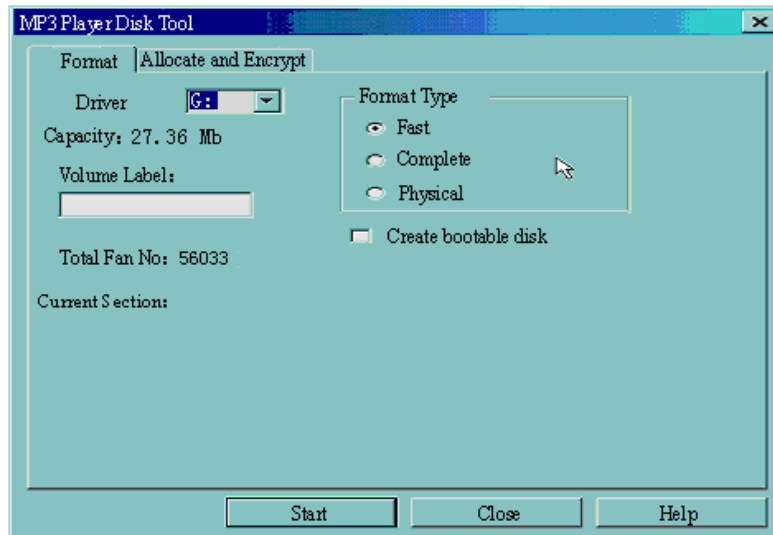 MP3 Player Disk Tool
Format
Allocate and Encrypt
Driver
G:
Capacity: 27.36 Mb
Volume Label:
Total Fan No: 56033
Current Section:
Format Type
Fast
Complete
Physical
Create bootable disk
Start
Close
Help